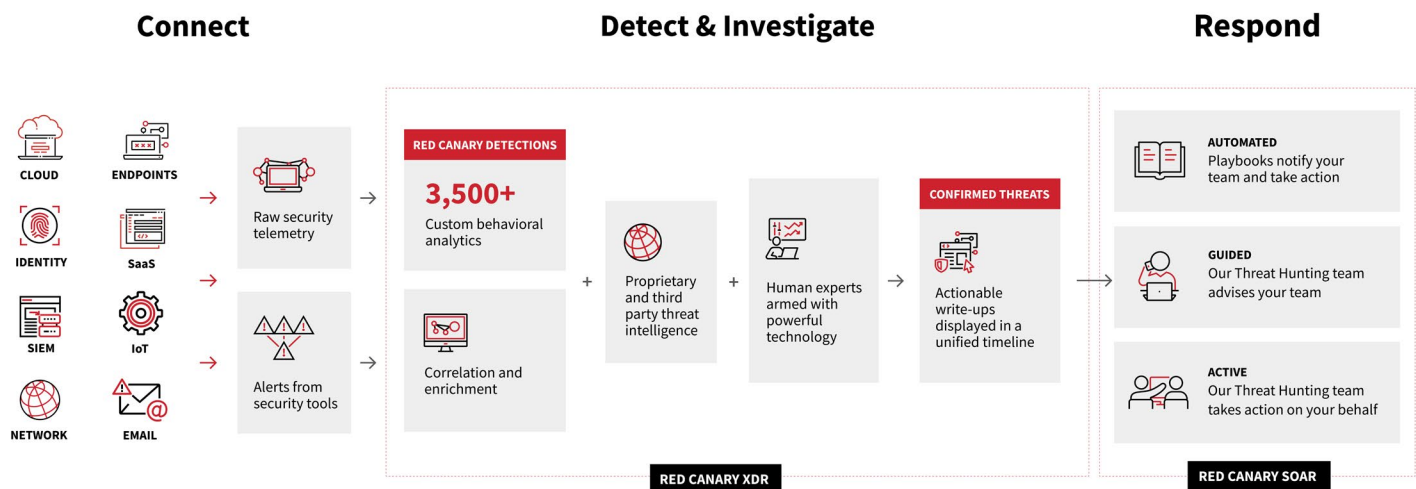 Connect
Detect & Investigate
Respond
CLOUD
ENDPOINTS
IDENTITY
SaaS
SIEM
IoT
NETWORK
EMAIL
Raw security
telemetry
Alerts from
security tools
RED CANARY DETECTIONS
3,500+
Custom behavioral
analytics
Correlation and
enrichment
+
Proprietary
and third
party threat
intelligence
+
Human experts
armed with
powerful
technology
CONFIRMED THREATS
Actionable
write-ups
displayed in a
unified timeline
RED CANARY XDR
AUTOMATED
Playbooks notify your
team and take action
GUIDED
Our Threat Hunting team
advises your team
ACTIVE
Our Threat Hunting team
takes action on your behalf
RED CANARY SOAR